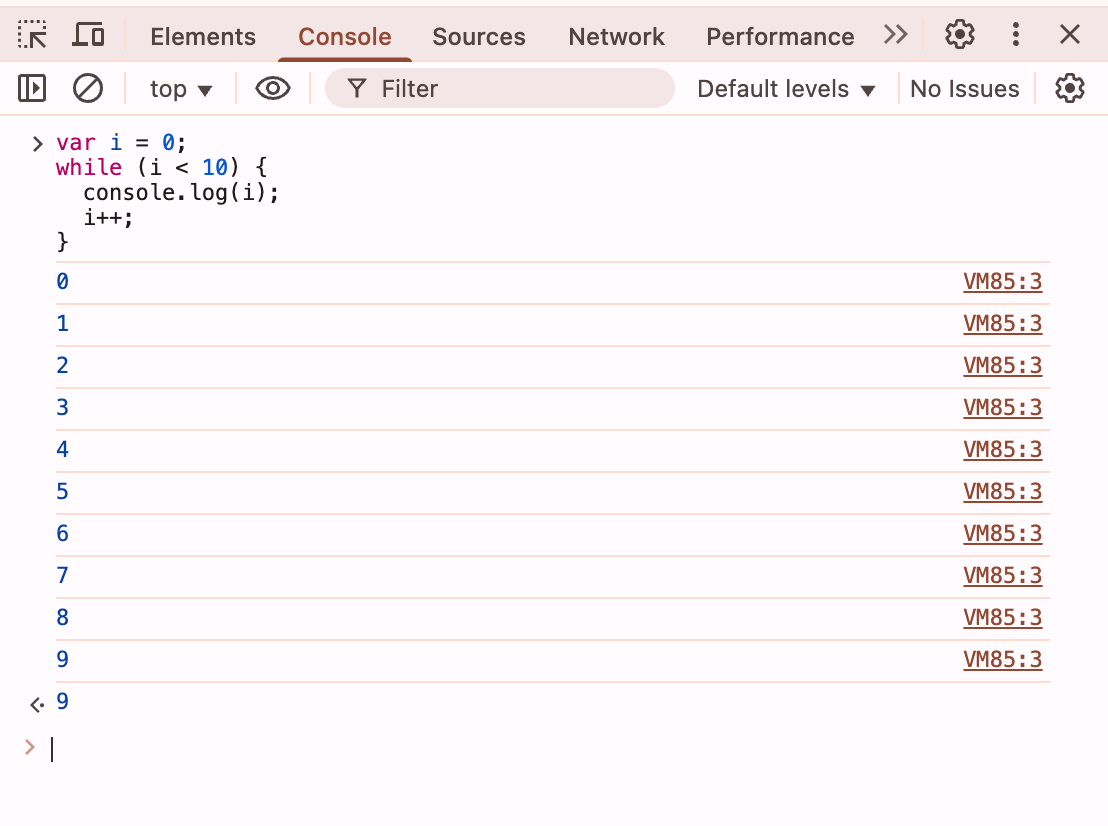 Elements Console Sources Network Performance
top Filter Default levels No Issues
var i = 0;
while (i < 10) {
  console.log(i);
  i++;
}
0 VM85:3
1 VM85:3
2 VM85:3
3 VM85:3
4 VM85:3
5 VM85:3
6 VM85:3
7 VM85:3
8 VM85:3
9 VM85:3
9